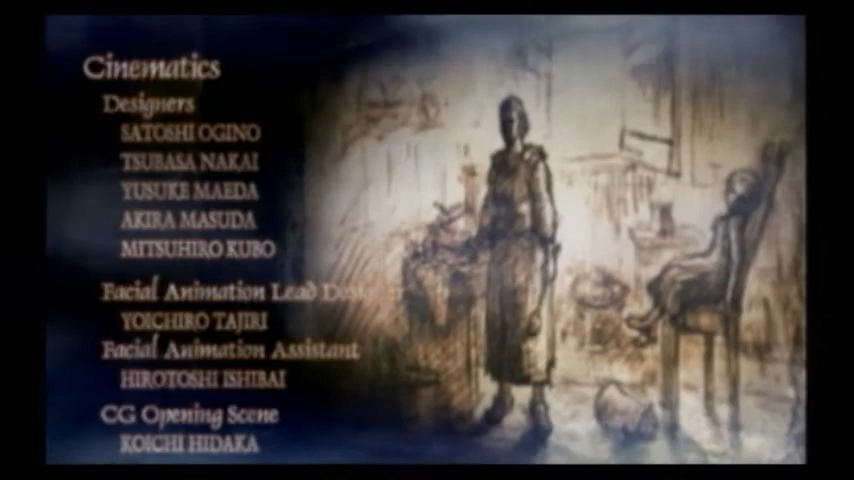 Cinematics
Designers
SATOSHI OGINO
TSUBASA NAKAI
YUSUKE MAEDA
AKIRA MASUDA
MITSUHIRO KUBO
Facial Animation Lead
YOICHIRO TAJIRI
Facial Animation Assistant
HIROTOSHI ISHIBAI
CG Opening Scene
KOICHI HIDAKA